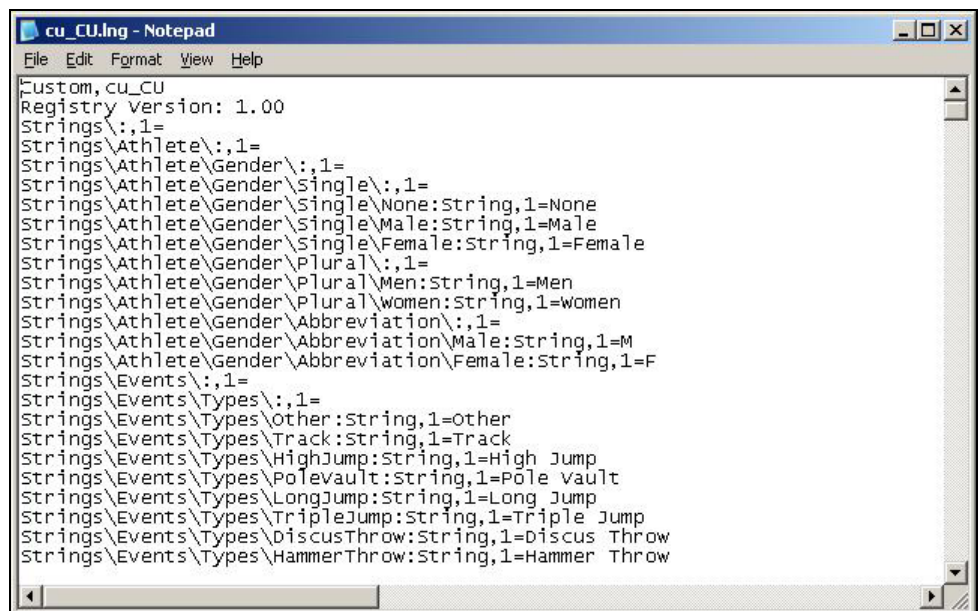 cu_CU.lng - Notepad
File Edit Format View Help
Custom,cu_CU
Registry Version: 1.00
Strings\:,1=
Strings\Athlete\:,1=
Strings\Athlete\Gender\:,1=
Strings\Athlete\Gender\Single\:,1=
Strings\Athlete\Gender\Single\None:String,1=None
Strings\Athlete\Gender\Single\Male:String,1=Male
Strings\Athlete\Gender\Single\Female:String,1=Female
Strings\Athlete\Gender\Plural\:,1=
Strings\Athlete\Gender\Plural\Men:String,1=Men
Strings\Athlete\Gender\Plural\Women:String,1=Women
Strings\Athlete\Gender\Abbreviation\:,1=
Strings\Athlete\Gender\Abbreviation\Male:String,1=M
Strings\Athlete\Gender\Abbreviation\Female:String,1=F
Strings\Events\:,1=
Strings\Events\Types\:,1=
Strings\Events\Types\Other:String,1=Other
Strings\Events\Types\Track:String,1=Track
Strings\Events\Types\HighJump:String,1=High Jump
Strings\Events\Types\PoleVault:String,1=Pole Vault
Strings\Events\Types\LongJump:String,1=Long Jump
Strings\Events\Types\TripleJump:String,1=Triple Jump
Strings\Events\Types\DiscusThrow:String,1=Discus Throw
Strings\Events\Types\HammerThrow:String,1=Hammer Throw